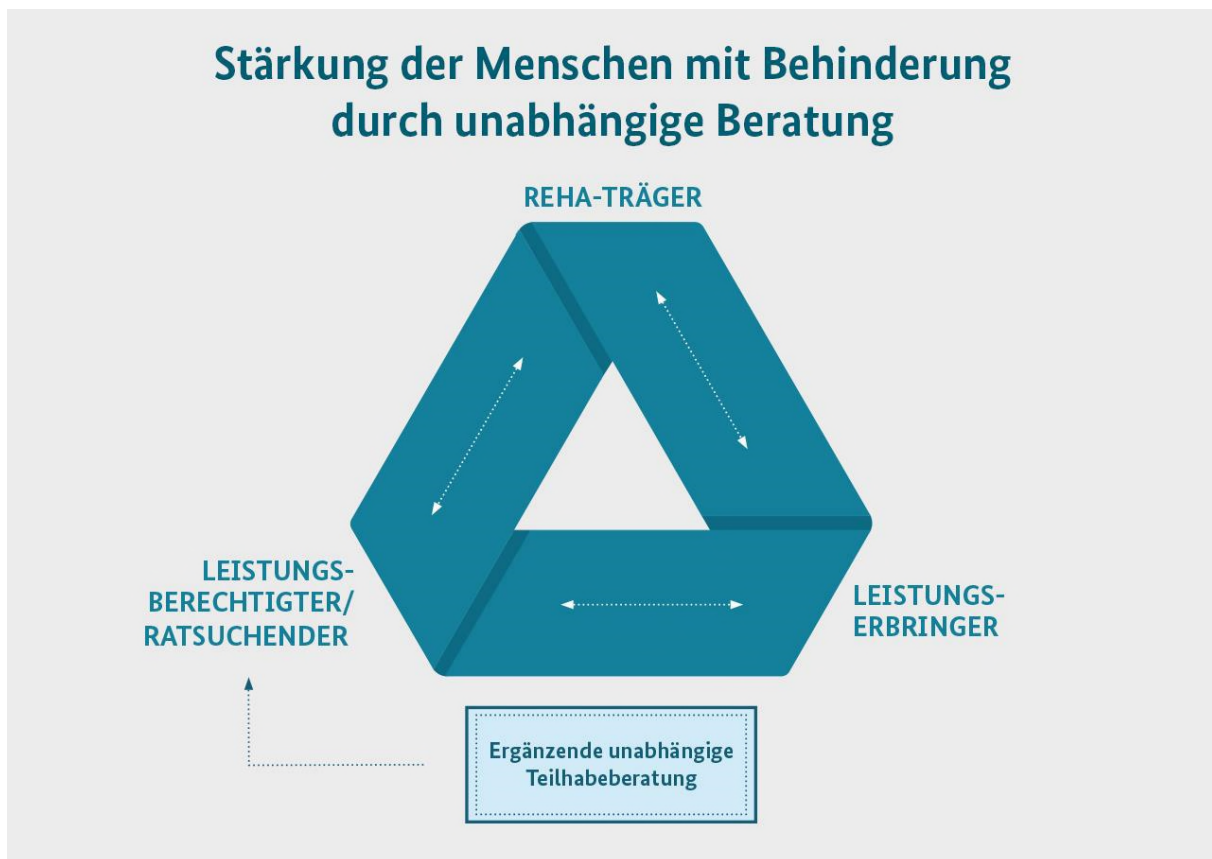 Stärkung der Menschen mit Behinderung
durch unabhängige Beratung
REHA-TRÄGER
LEISTUNGS-
BERECHTIGTER/
RATSUCHENDER
LEISTUNGS-
ERBRINGER
Ergänzende unabhängige
Teilhabeberatung